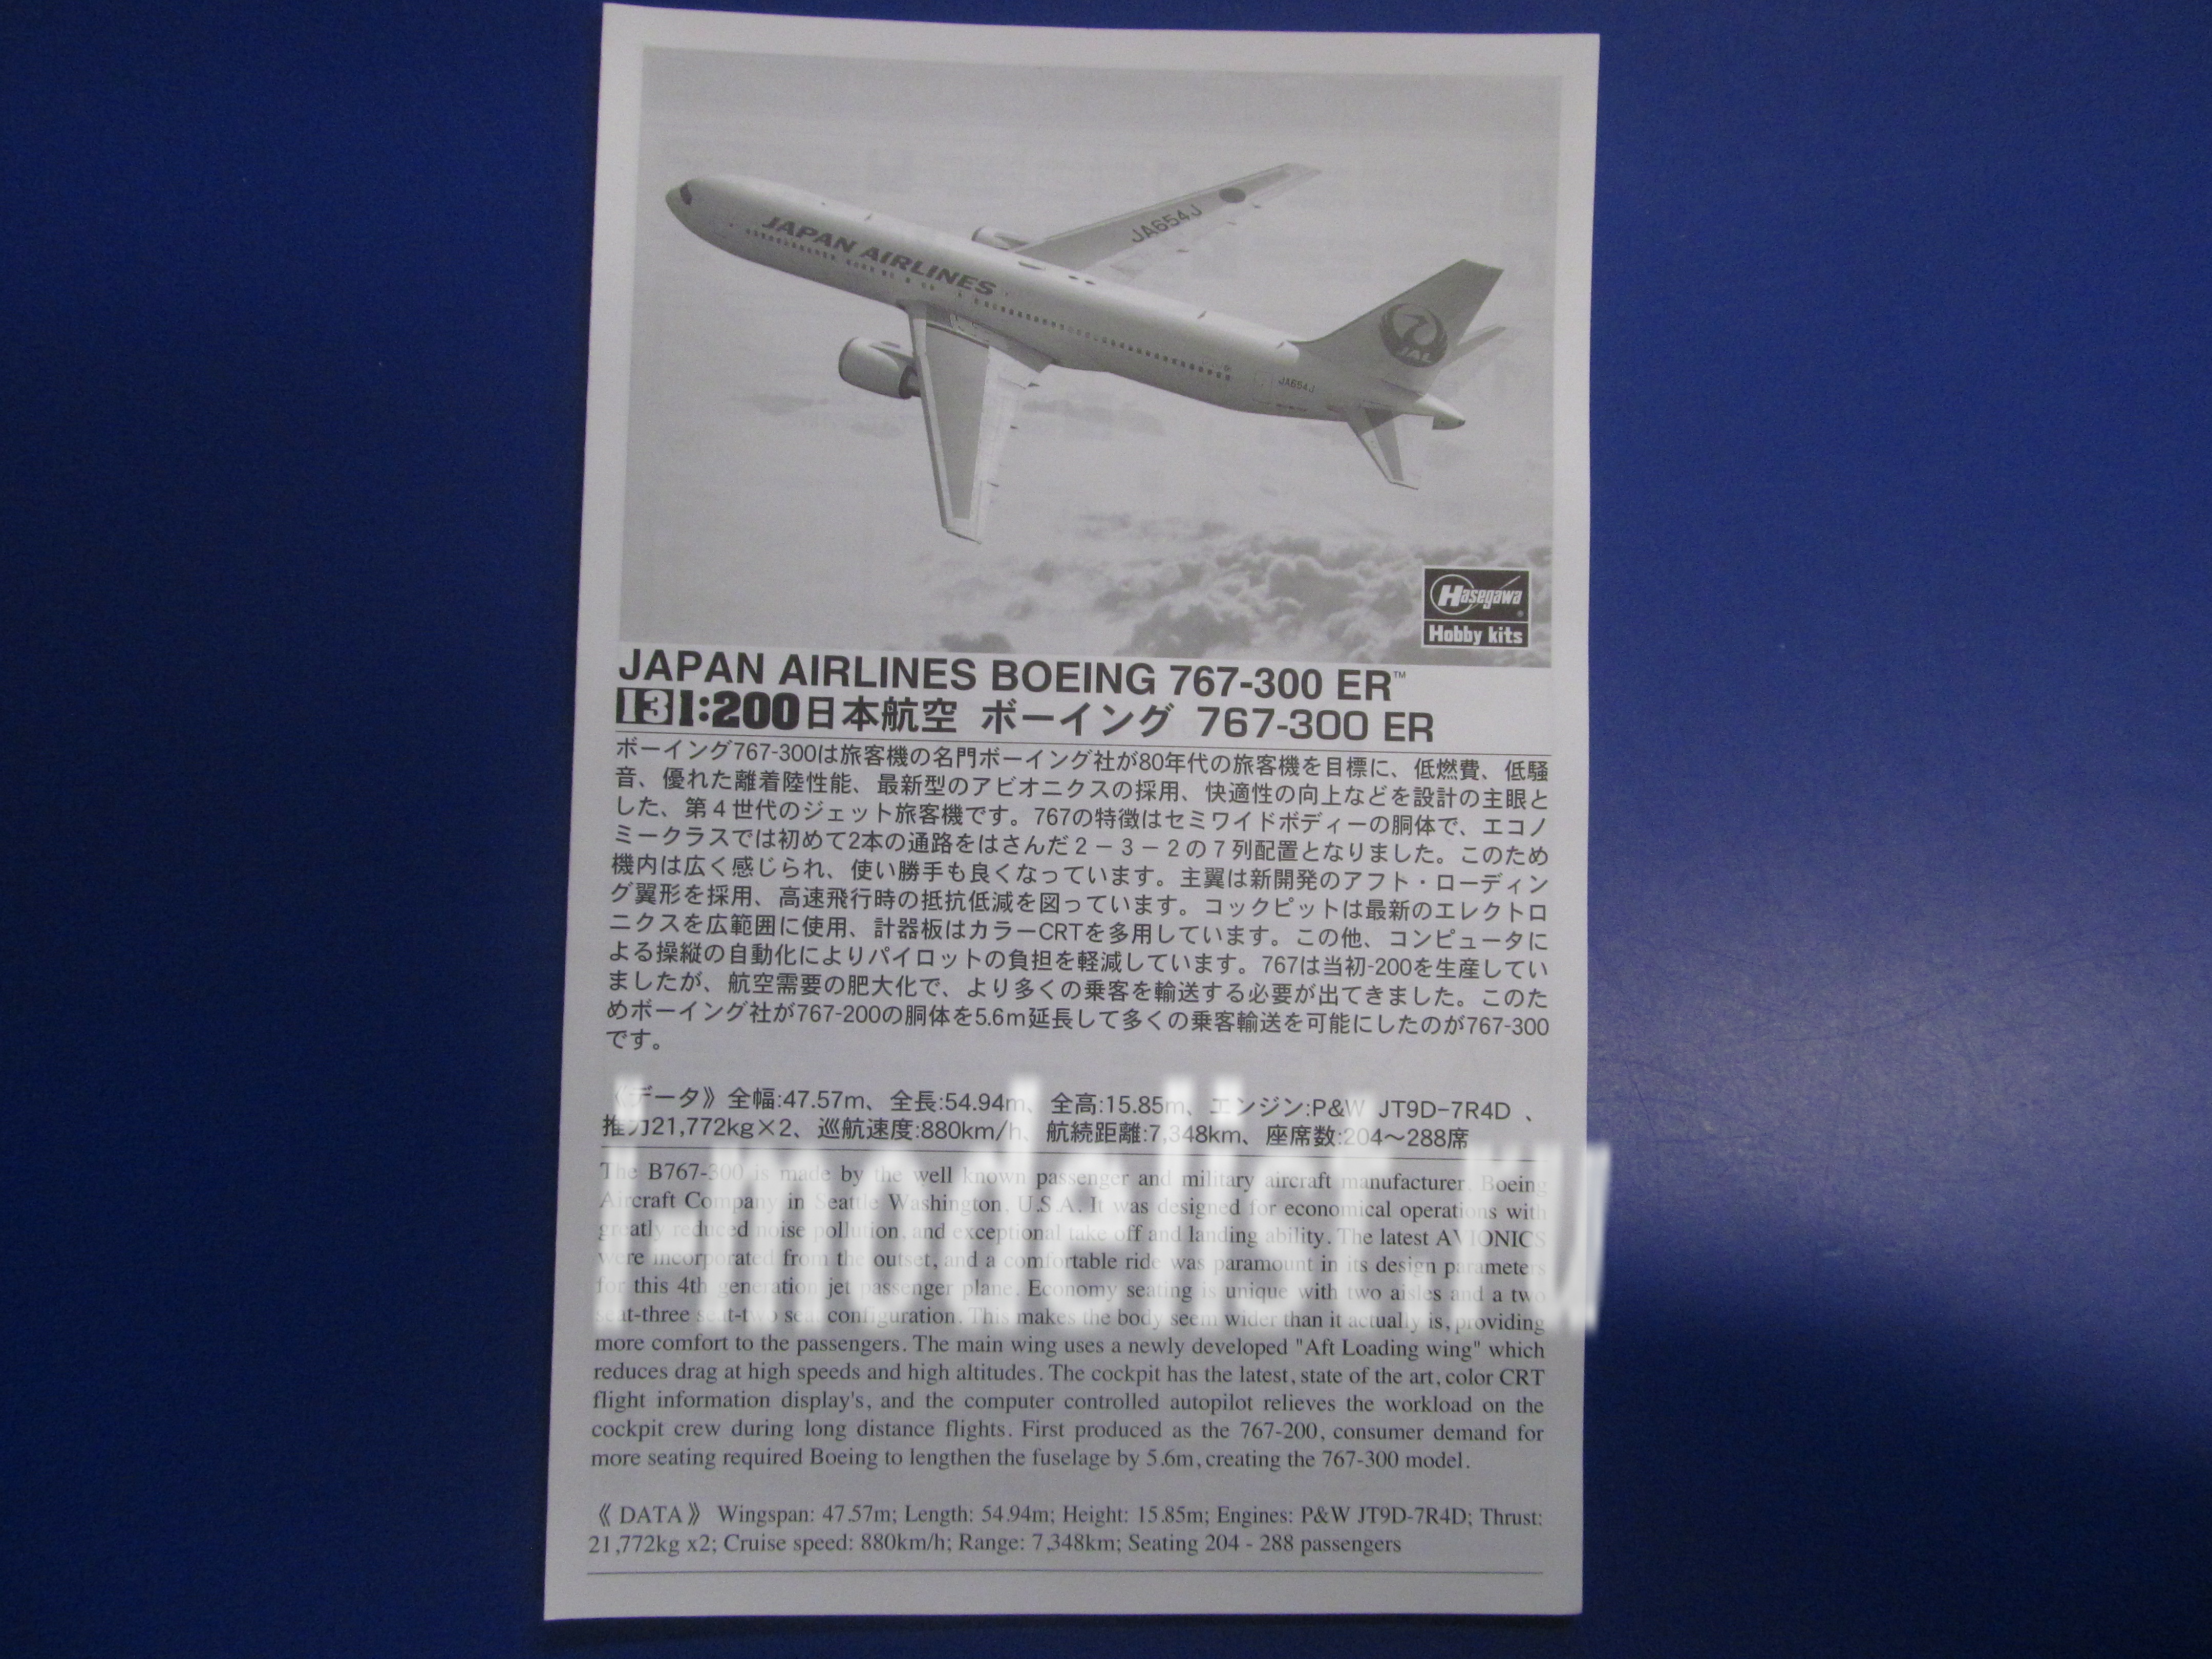 JAPAN AIRLINES
JA654J
JAL
JA654J
Hasegawa
Hobby kits
JAPAN AIRLINES BOEING 767-300 ER™
13 1:200 日本航空 ボーイング 767-300 ER
ボーイング767-300は旅客機の名門ボーイング社が80年代の旅客機を目標に、低燃費、低騒
音、優れた離着陸性能、最新型のアビオニクスの採用、快適性の向上などを設計の主眼と
した、第4世代のジェット旅客機です。767の特徴はセミワイドボディーの胴体で、エコノ
ミークラスでは初めて2本の通路をはさんだ2－3－2の7列配置となりました。このため
機内は広く感じられ、使い勝手も良くなっています。主翼は新開発のアフト・ローディン
グ翼形を採用、高速飛行時の抵抗低減を図っています。コックピットは最新のエレクトロ
ニクスを広範囲に使用、計器板はカラーCRTを多用しています。この他、コンピュータに
よる操縦の自動化によりパイロットの負担を軽減しています。767は当初-200を生産してい
ましたが、航空需要の肥大化で、より多くの乗客を輸送する必要が出てきました。このた
めボーイング社が767-200の胴体を5.6m延長して多くの乗客輸送を可能にしたのが767-300
です。
《データ》全幅:47.57m、全長:54.94m、全高:15.85m、エンジン:P&W JT9D-7R4D 、
推力21,772kg×2、巡航速度:880km/h、航続距離:7,348km、座席数:204～288席
The B767-300 is made by the well known passenger and military aircraft manufacturer, Boeing
Aircraft Company in Seattle Washington, U.S.A. It was designed for economical operations with
greatly reduced noise pollution, and exceptional take off and landing ability. The latest AVIONICS
were incorporated from the outset, and a comfortable ride was paramount in its design parameters
for this 4th generation jet passenger plane. Economy seating is unique with two aisles and a two
seat-three seat-two seat configuration. This makes the body seem wider than it actually is, providing
more comfort to the passengers. The main wing uses a newly developed "Aft Loading wing" which
reduces drag at high speeds and high altitudes. The cockpit has the latest, state of the art, color CRT
flight information display's, and the computer controlled autopilot relieves the workload on the
cockpit crew during long distance flights. First produced as the 767-200, consumer demand for
more seating required Boeing to lengthen the fuselage by 5.6m, creating the 767-300 model.
《 DATA 》 Wingspan: 47.57m; Length: 54.94m; Height: 15.85m; Engines: P&W JT9D-7R4D; Thrust:
21,772kg x2; Cruise speed: 880km/h; Range: 7,348km; Seating 204 - 288 passengers
i-modelist.ru